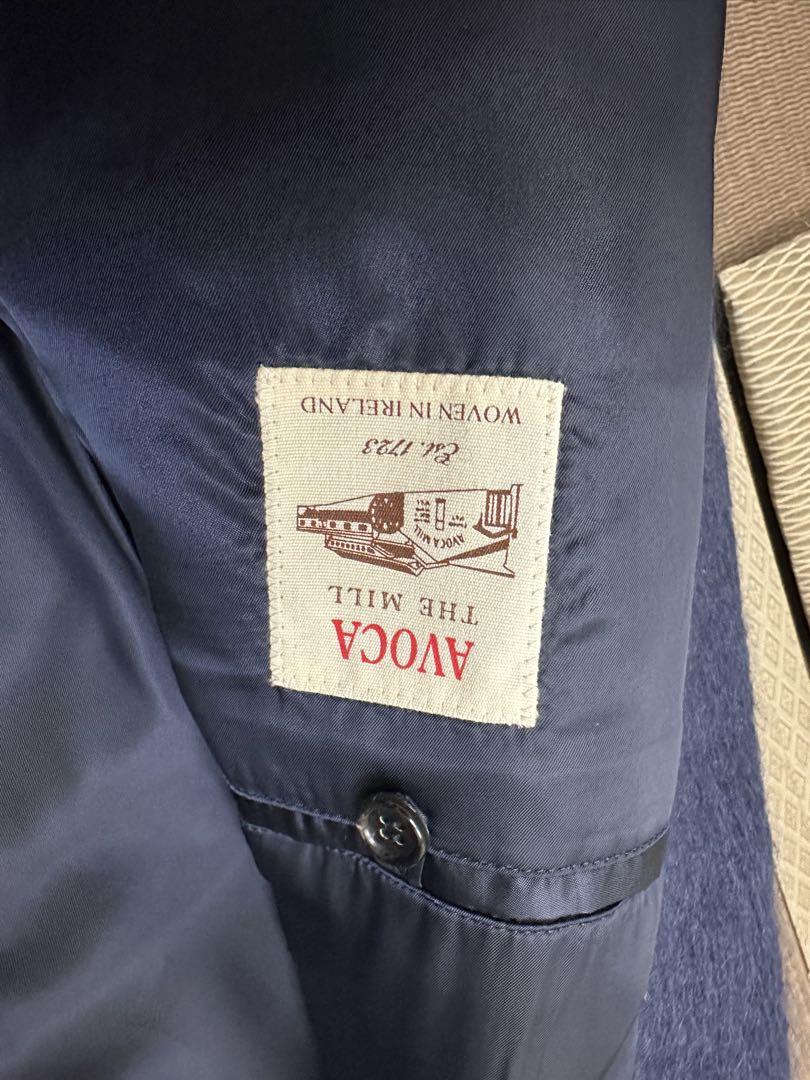 AVOCA
THE MILL
AVOCA MILL
Est. 1723
WOVEN IN IRELAND